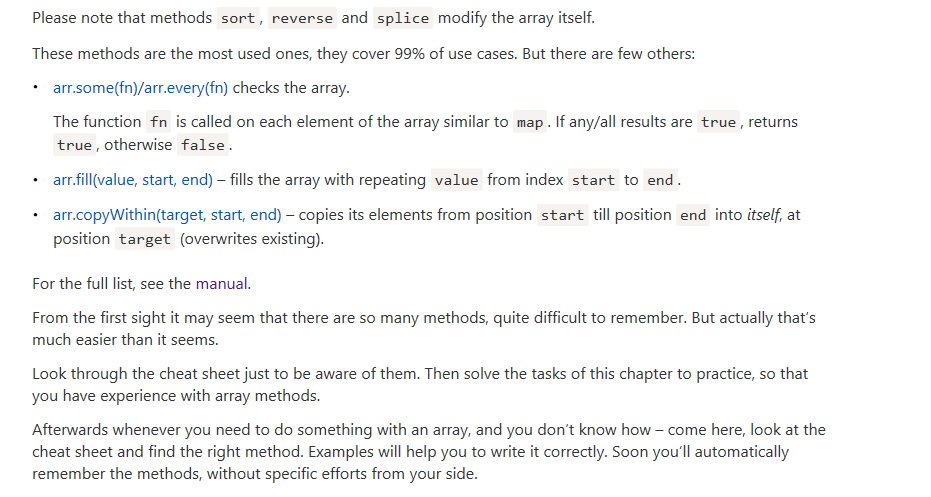 Please note that methods sort, reverse and splice modify the array itself.
These methods are the most used ones, they cover 99% of use cases. But there are few others:
• arr.some(fn)/arr.every(fn) checks the array.
The function fn is called on each element of the array similar to map. If any/all results are true, returns
true, otherwise false.
• arr.fill(value, start, end) – fills the array with repeating value from index start to end.
• arr.copyWithin(target, start, end) – copies its elements from position start till position end into itself, at
position target (overwrites existing).
For the full list, see the manual.
From the first sight it may seem that there are so many methods, quite difficult to remember. But actually that’s
much easier than it seems.
Look through the cheat sheet just to be aware of them. Then solve the tasks of this chapter to practice, so that
you have experience with array methods.
Afterwards whenever you need to do something with an array, and you don’t know how – come here, look at the
cheat sheet and find the right method. Examples will help you to write it correctly. Soon you’ll automatically
remember the methods, without specific efforts from your side.